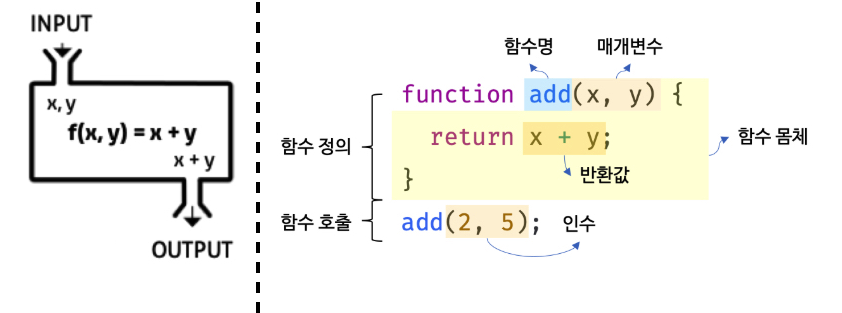 INPUT
x, y
f(x, y) = x + y
x + y
OUTPUT
함수명 매개변수
function add(x, y) {
함수 정의 return x + y; 함수 몸체
반환값
}
함수 호출 add(2, 5); 인수